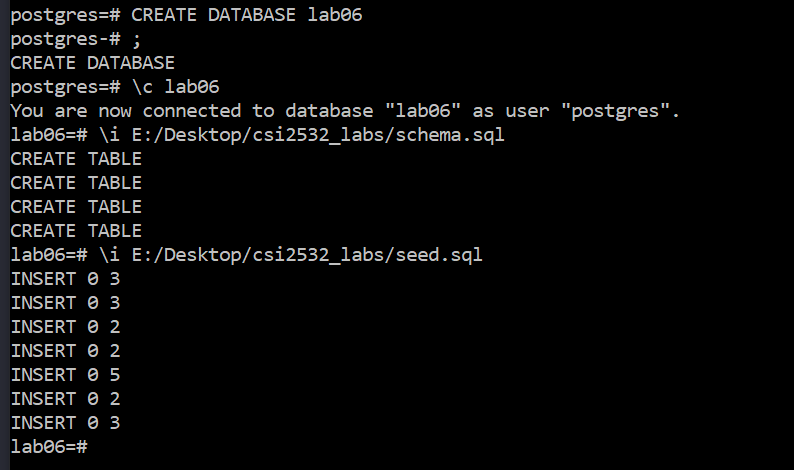 postgres=# CREATE DATABASE lab06
postgres-# ;
CREATE DATABASE
postgres=# \c lab06
You are now connected to database "lab06" as user "postgres".
lab06=# \i E:/Desktop/csi2532_labs/schema.sql
CREATE TABLE
CREATE TABLE
CREATE TABLE
CREATE TABLE
lab06=# \i E:/Desktop/csi2532_labs/seed.sql
INSERT 0 3
INSERT 0 3
INSERT 0 2
INSERT 0 2
INSERT 0 5
INSERT 0 2
INSERT 0 3
lab06=#